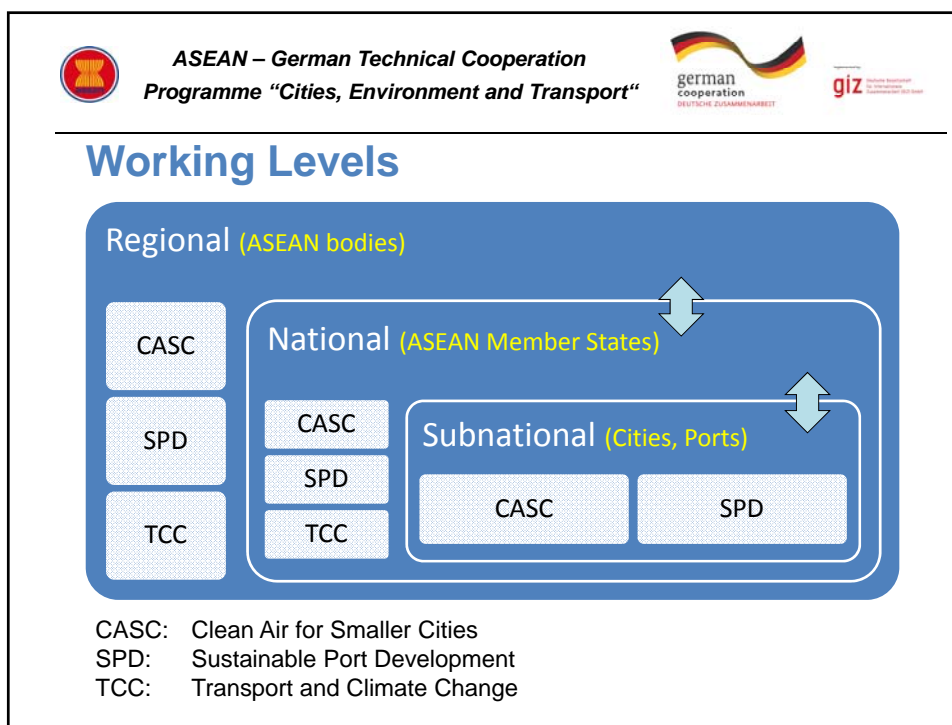 ASEAN – German Technical Cooperation
Programme “Cities, Environment and Transport“
german
cooperation
DEUTSCHE ZUSAMMENARBEIT
giz
Working Levels
Regional (ASEAN bodies)
CASC
SPD
TCC
National (ASEAN Member States)
CASC
SPD
TCC
Subnational (Cities, Ports)
CASC
SPD
CASC: Clean Air for Smaller Cities
SPD: Sustainable Port Development
TCC: Transport and Climate Change